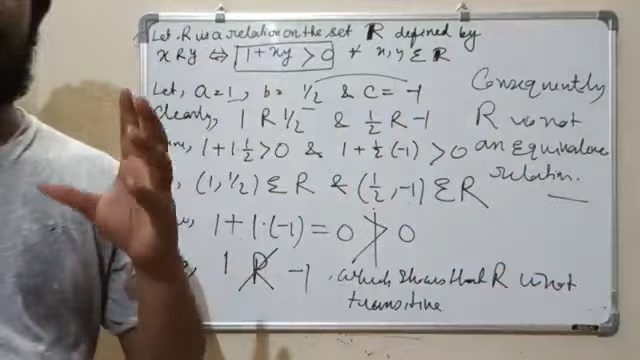 Let R is a relation on the set R defined by
x R y ⇔ 1 + xy > 0 ∀ x, y Σ R
Let, a = 1, b = 1/2 & c = -1
Clearly, 1 R 1/2 & 1/2 R -1
1 + 1 1/2 > 0 & 1 + 1/2 (-1) > 0
, (1, 1/2) Σ R & (1/2, -1) Σ R
1 + 1·(-1) = 0 ≯ 0
1 R̸ -1 , which shows that R is not
transitive
Consequently
R is not
an equivalence
relation.